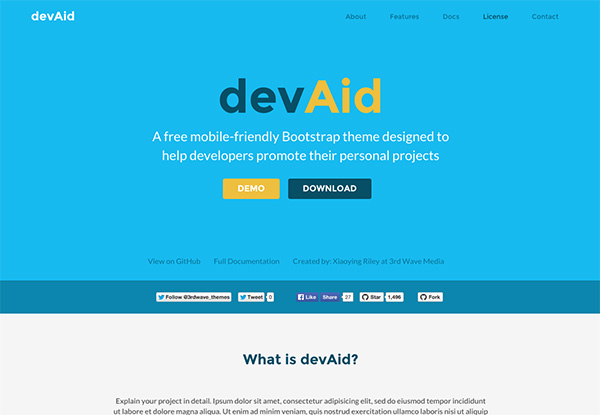 devAid
About Features Docs License Contact
devAid
A free mobile-friendly Bootstrap theme designed to
help developers promote their personal projects
DEMO DOWNLOAD
View on GitHub Full Documentation Created by: Xiaoying Riley at 3rd Wave Media
Follow @3rdwave_themes Tweet 0 Like Share 27 Star 1,496 Fork
What is devAid?
Explain your project in detail. Ipsum dolor sit amet, consectetur adipisicing elit, sed do eiusmod tempor incididunt
ut labore et dolore magna aliqua. Ut enim ad minim veniam, quis nostrud exercitation ullamco laboris nisi ut aliquip